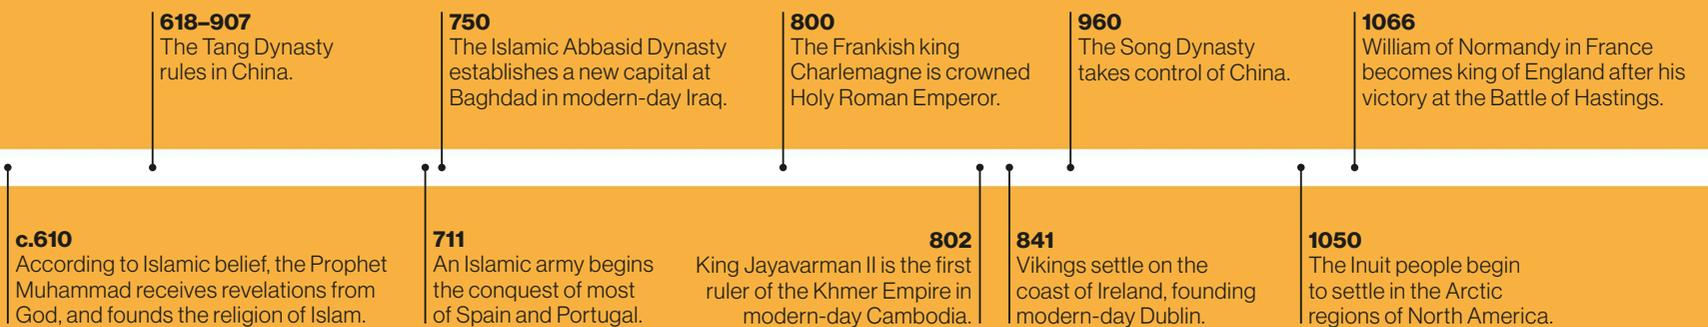 618–907
The Tang Dynasty
rules in China.
750
The Islamic Abbasid Dynasty
establishes a new capital at
Baghdad in modern-day Iraq.
800
The Frankish king
Charlemagne is crowned
Holy Roman Emperor.
960
The Song Dynasty
takes control of China.
1066
William of Normandy in France
becomes king of England after his
victory at the Battle of Hastings.
c.610
According to Islamic belief, the Prophet
Muhammad receives revelations from
God, and founds the religion of Islam.
711
An Islamic army begins
the conquest of most
of Spain and Portugal.
802
King Jayavarman II is the first
ruler of the Khmer Empire in
modern-day Cambodia.
841
Vikings settle on the
coast of Ireland, founding
modern-day Dublin.
1050
The Inuit people begin
to settle in the Arctic
regions of North America.